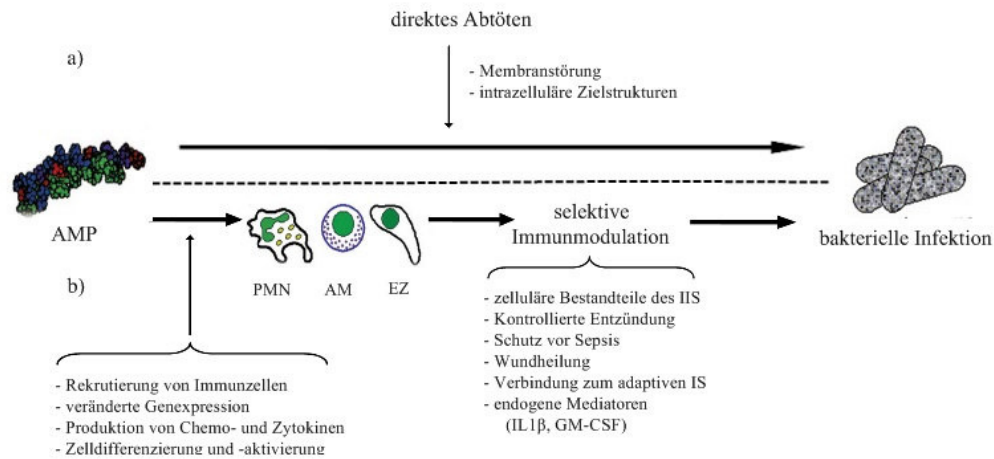 direktes Abtöten
a)
- Membranstörung
- intrazelluläre Zielstrukturen
AMP
selektive
Immunmodulation
bakterielle Infektion
b)
PMN
AM
EZ
- Rekrutierung von Immunzellen
- veränderte Genexpression
- Produktion von Chemo- und Zytokinen
- Zelldifferenzierung und -aktivierung
- zelluläre Bestandteile des IIS
- Kontrollierte Entzündung
- Schutz vor Sepsis
- Wundheilung
- Verbindung zum adaptiven IS
- endogene Mediatoren
(IL1β, GM-CSF)